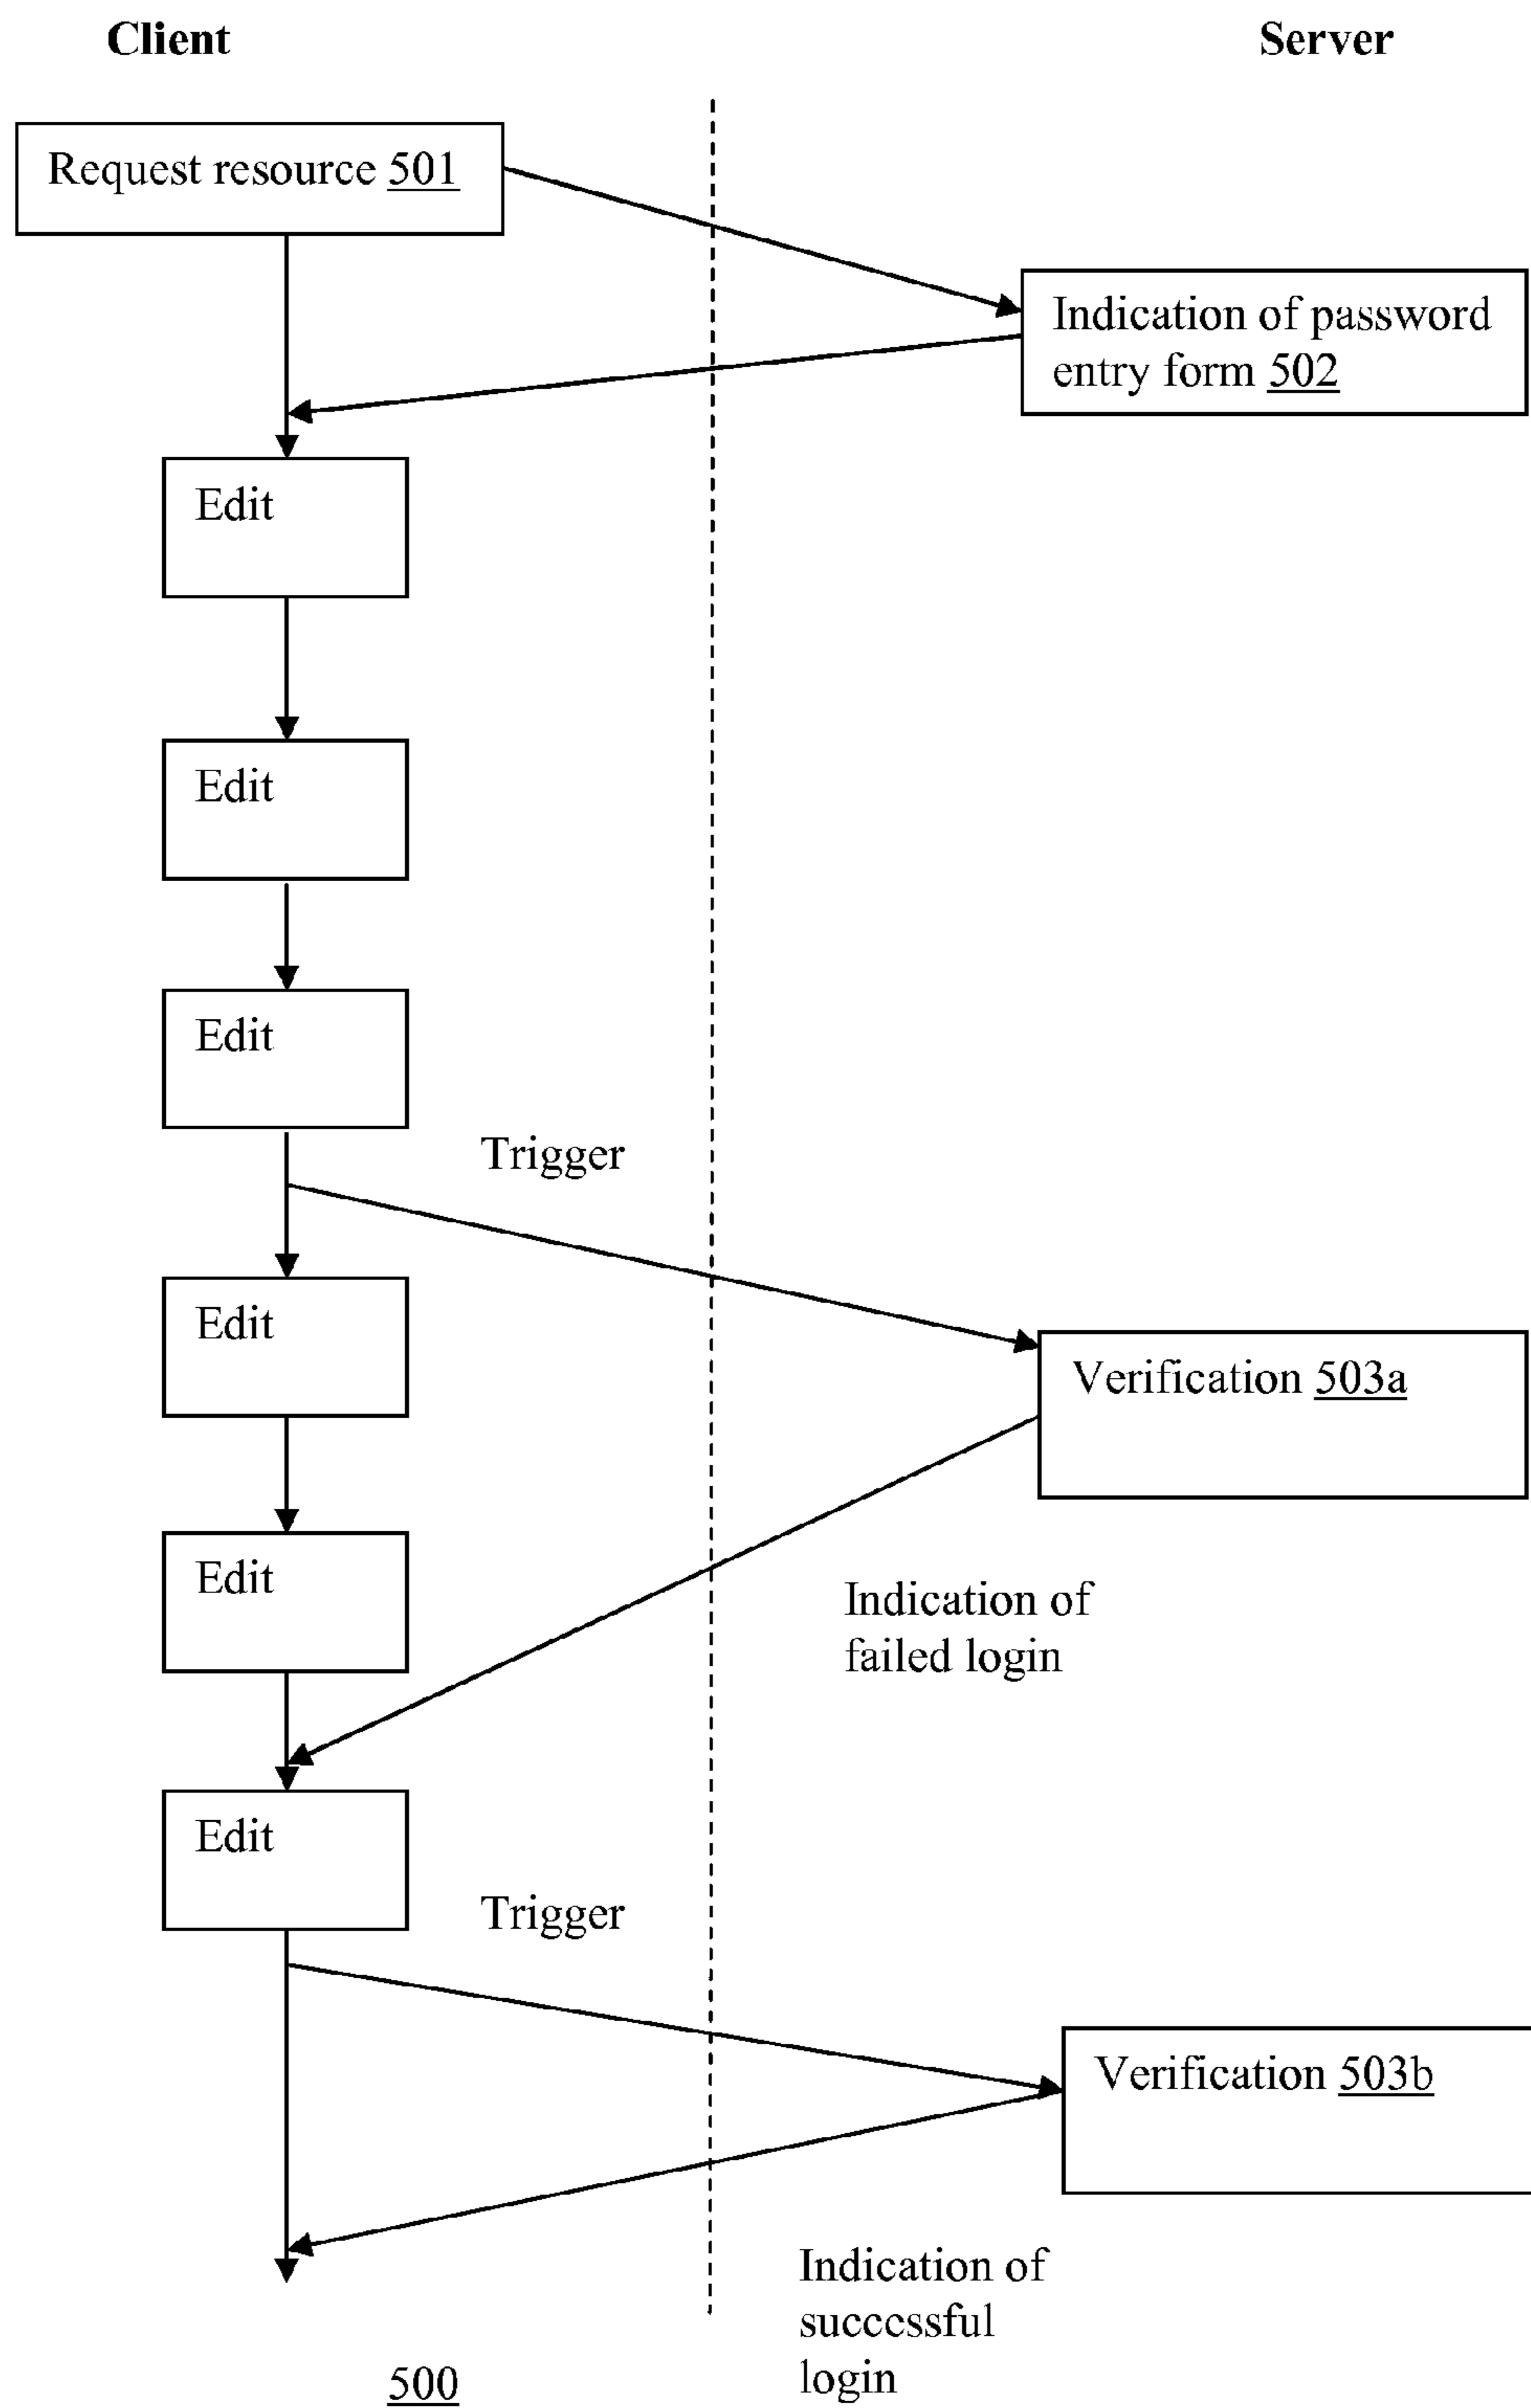 Client
Server
Request resource 501
Indication of password
entry form 502
Edit
Edit
Edit
Trigger
Edit
Verification 503a
Edit
Indication of
failed login
Edit
Trigger
Verification 503b
Indication of
successful
login
500